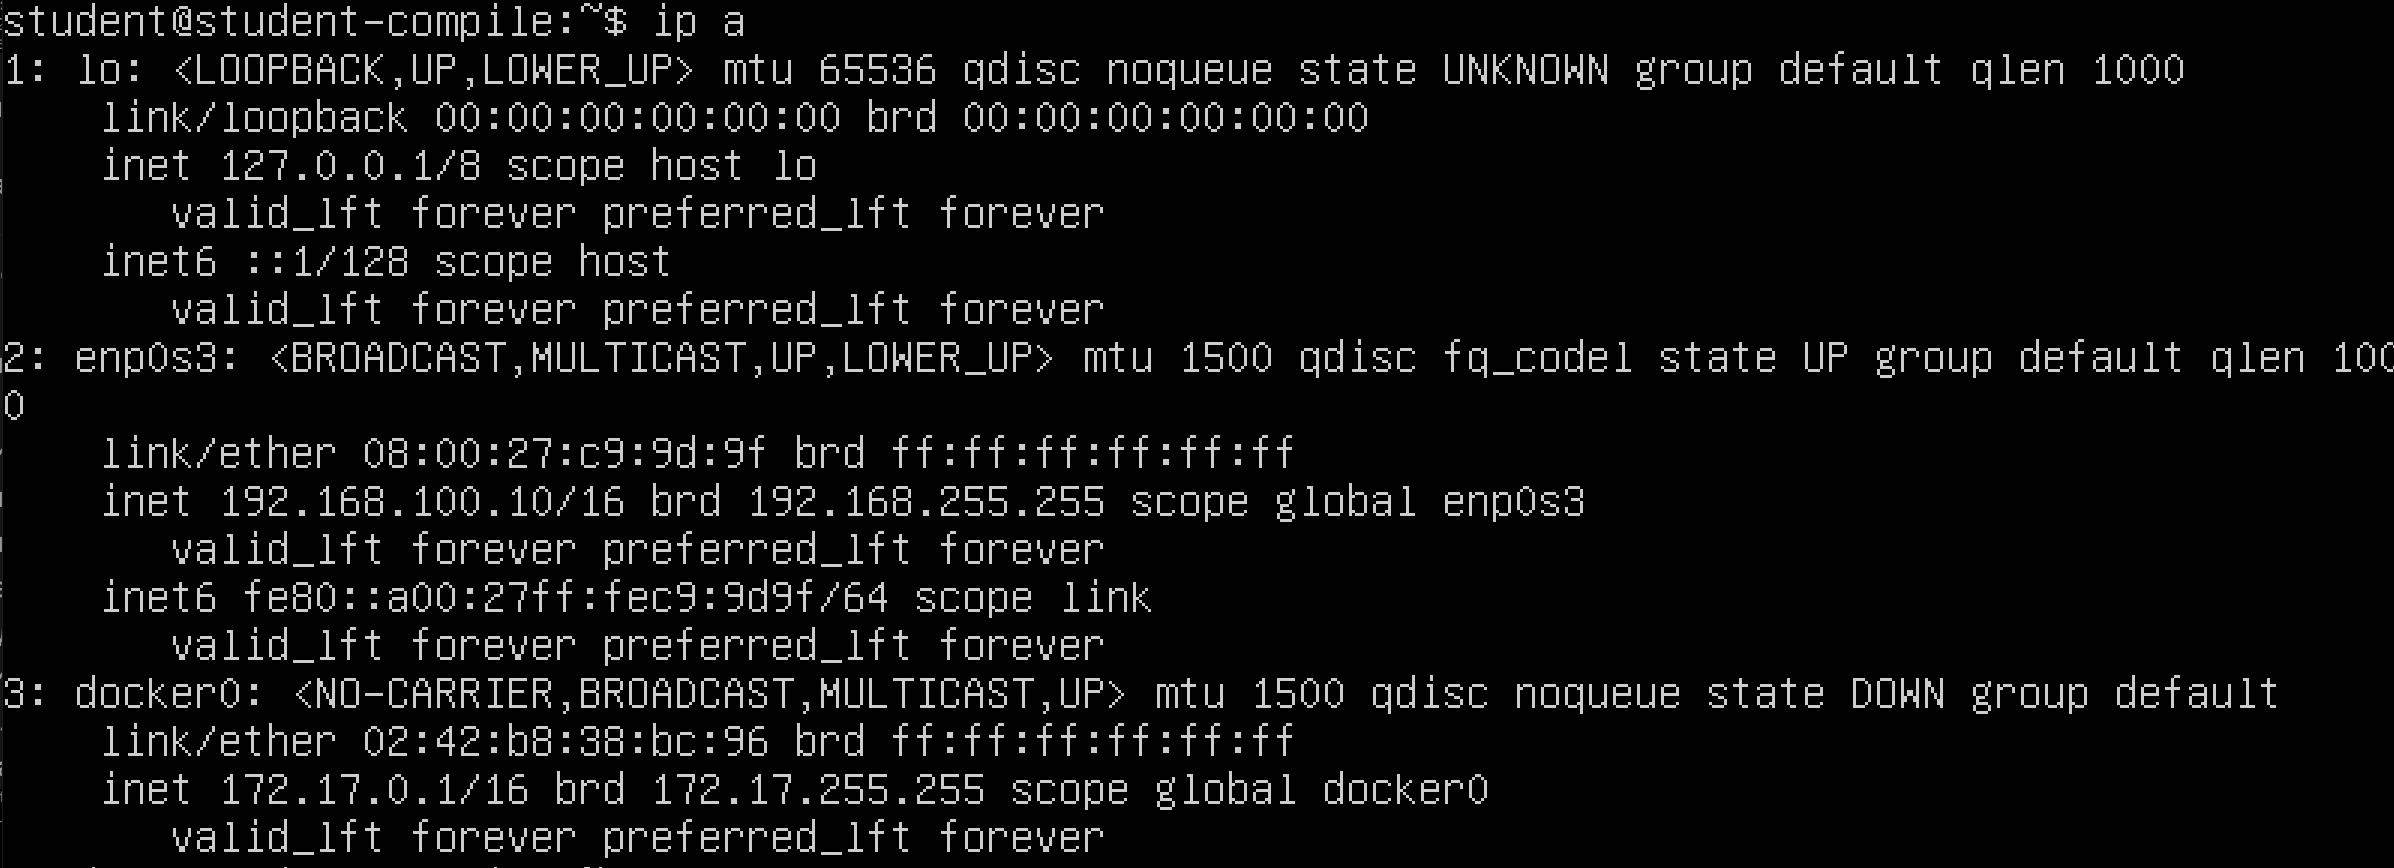 student@student-compile:~$ ip a
1: lo: <LOOPBACK,UP,LOWER_UP> mtu 65536 qdisc noqueue state UNKNOWN group default qlen 1000
    link/loopback 00:00:00:00:00:00 brd 00:00:00:00:00:00
    inet 127.0.0.1/8 scope host lo
       valid_lft forever preferred_lft forever
    inet6 ::1/128 scope host
       valid_lft forever preferred_lft forever
2: enp0s3: <BROADCAST,MULTICAST,UP,LOWER_UP> mtu 1500 qdisc fq_codel state UP group default qlen 100
0
    link/ether 08:00:27:c9:9d:9f brd ff:ff:ff:ff:ff:ff
    inet 192.168.100.10/16 brd 192.168.255.255 scope global enp0s3
       valid_lft forever preferred_lft forever
    inet6 fe80::a00:27ff:fec9:9d9f/64 scope link
       valid_lft forever preferred_lft forever
3: docker0: <NO-CARRIER,BROADCAST,MULTICAST,UP> mtu 1500 qdisc noqueue state DOWN group default
    link/ether 02:42:b8:38:bc:96 brd ff:ff:ff:ff:ff:ff
    inet 172.17.0.1/16 brd 172.17.255.255 scope global docker0
       valid_lft forever preferred_lft forever